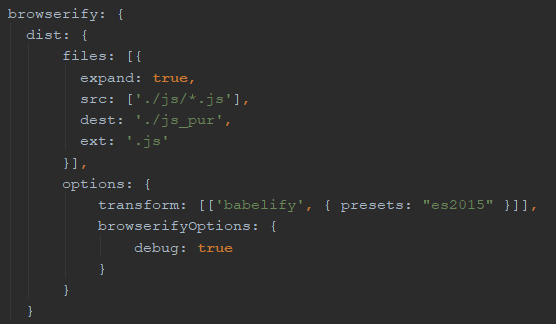 browserify: {
  dist: {
      files: [{
        expand: true,
        src: ['./js/*.js'],
        dest: './js_pur',
        ext: '.js'
      }],
      options: {
          transform: [['babelify', { presets: "es2015" }]],
          browserifyOptions: {
              debug: true
          }
      }
  }